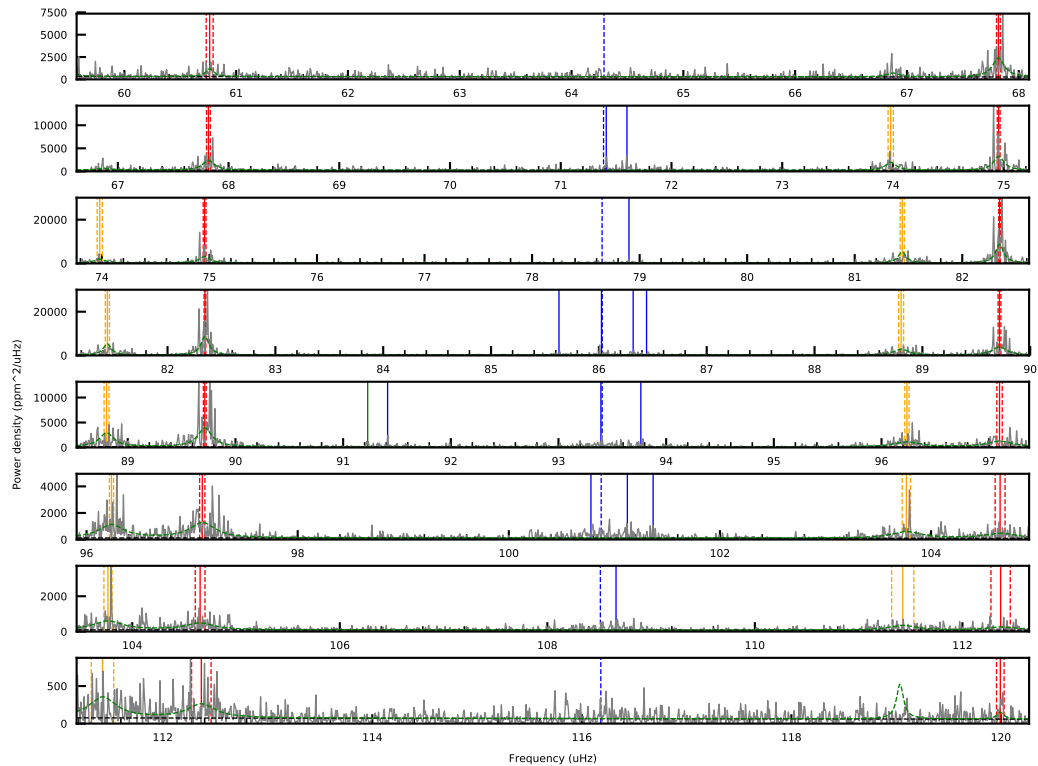 7500
5000
2500
0
60 61 62 63 64 65 66 67 68
10000
5000
0
67 68 69 70 71 72 73 74 75
20000
0
74 75 76 77 78 79 80 81 82
20000
0
82 83 84 85 86 87 88 89 90
10000
5000
0
89 90 91 92 93 94 95 96 97
Power density (ppm^2/uHz)
4000
2000
0
96 98 100 102 104
2000
0
104 106 108 110 112
500
0
112 114 116 118 120
Frequency (uHz)